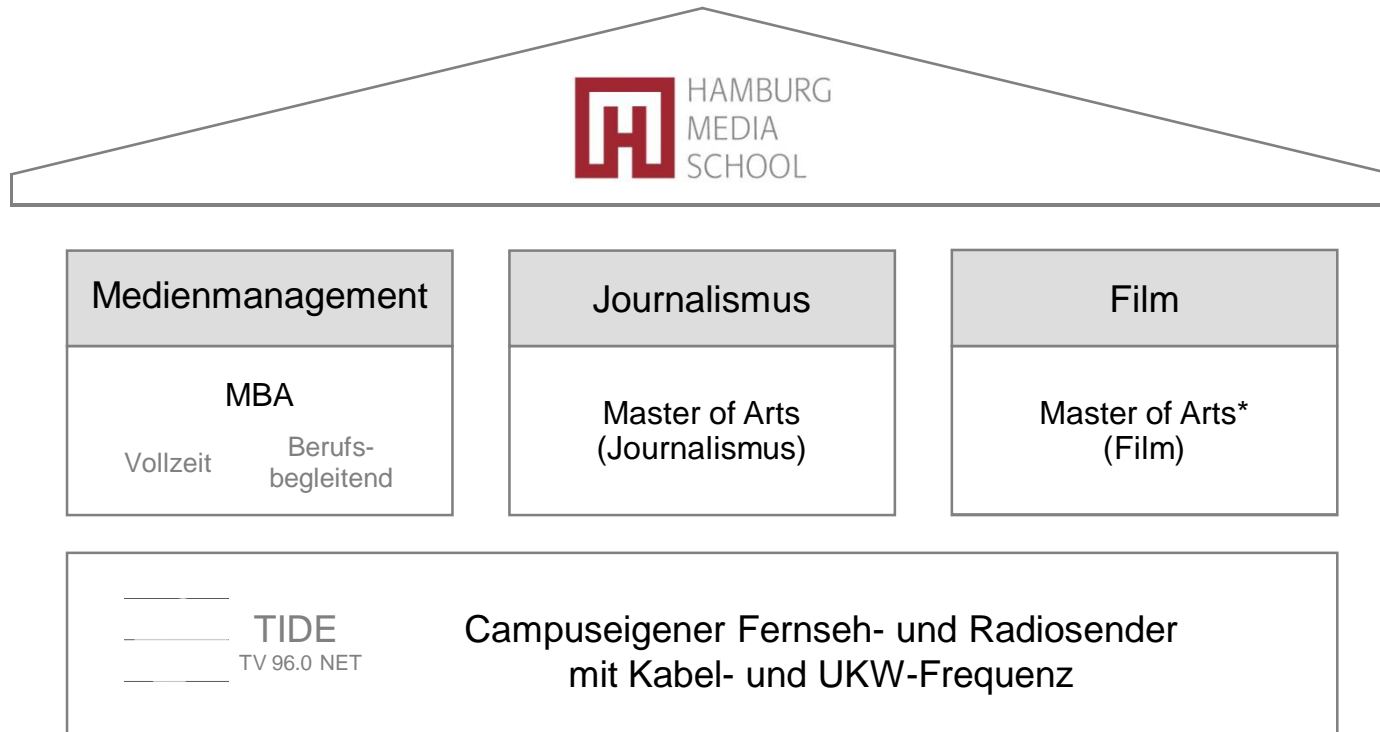 HAMBURG
MEDIA
SCHOOL
Medienmanagement
MBA
Vollzeit
Berufs-
begleitend
Journalismus
Master of Arts
(Journalismus)
Film
Master of Arts*
(Film)
TIDE
TV 96.0 NET
Campuseigener Fernseh- und Radiosender
mit Kabel- und UKW-Frequenz